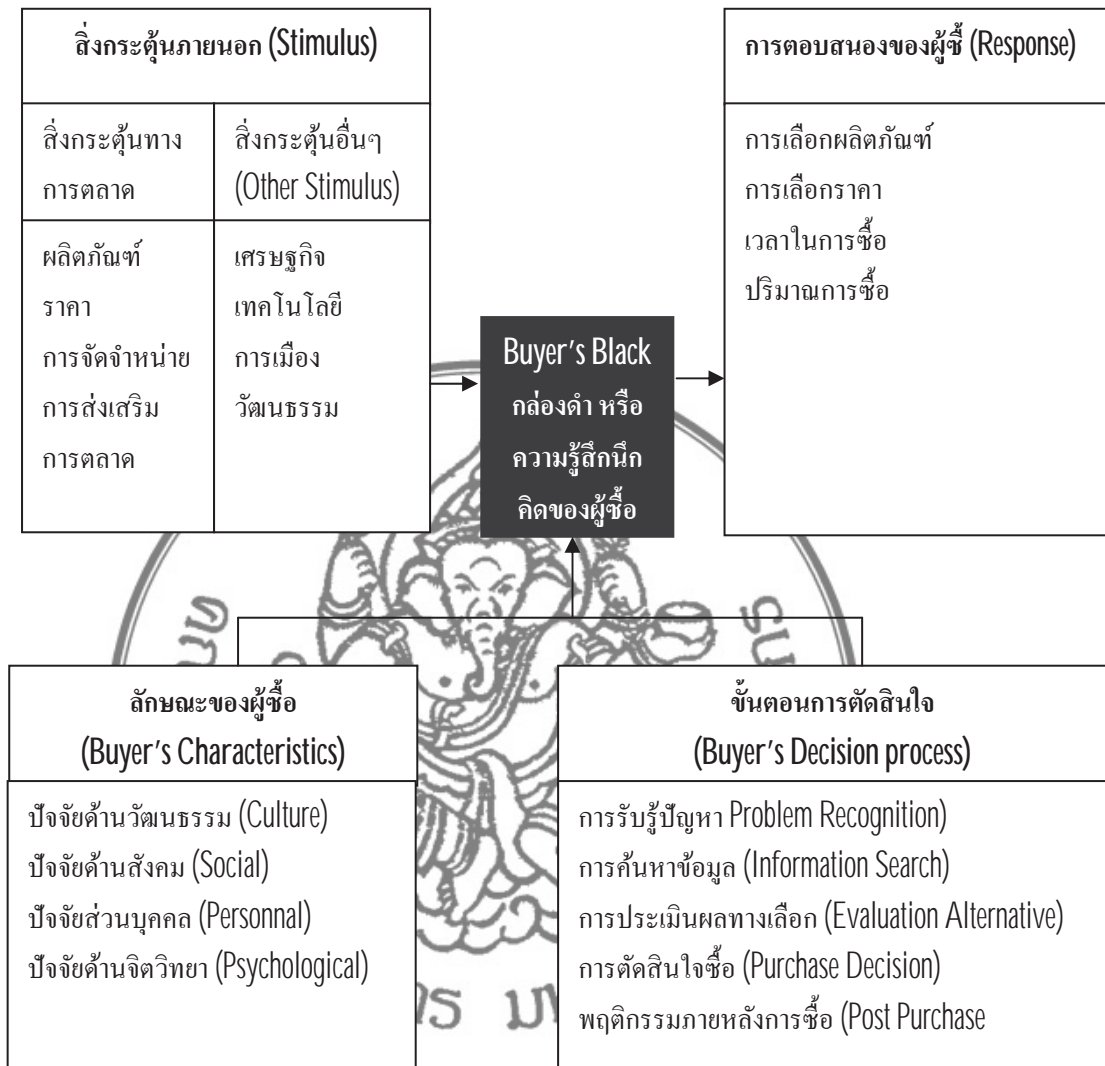 สิ่งกระตุ้นภายนอก (Stimulus)
สิ่งกระตุ้นทาง
การตลาด
สิ่งกระตุ้นอื่นๆ
(Other Stimulus)
ผลิตภัณฑ์
ราคา
การจัดจำหน่าย
การส่งเสริม
การตลาด
เศรษฐกิจ
เทคโนโลยี
การเมือง
วัฒนธรรม
Buyer's Black
กล่องดำ หรือ
ความรู้สึกนึก
คิดของผู้ซื้อ
การตอบสนองของผู้ซื้ (Response)
การเลือกผลิตภัณฑ์
การเลือกราคา
เวลาในการซื้อ
ปริมาณการซื้อ
ลักษณะของผู้ซื้อ
(Buyer's Characteristics)
ปัจจัยด้านวัฒนธรรม (Culture)
ปัจจัยด้านสังคม (Social)
ปัจจัยส่วนบุคคล (Personnal)
ปัจจัยด้านจิตวิทยา (Psychological)
ขั้นตอนการตัดสินใจ
(Buyer's Decision process)
การรับรู้ปัญหา Problem Recognition)
การค้นหาข้อมูล (Information Search)
การประเมินผลทางเลือก (Evaluation Alternative)
การตัดสินใจซื้อ (Purchase Decision)
พฤติกรรมภายหลังการซื้อ (Post Purchase